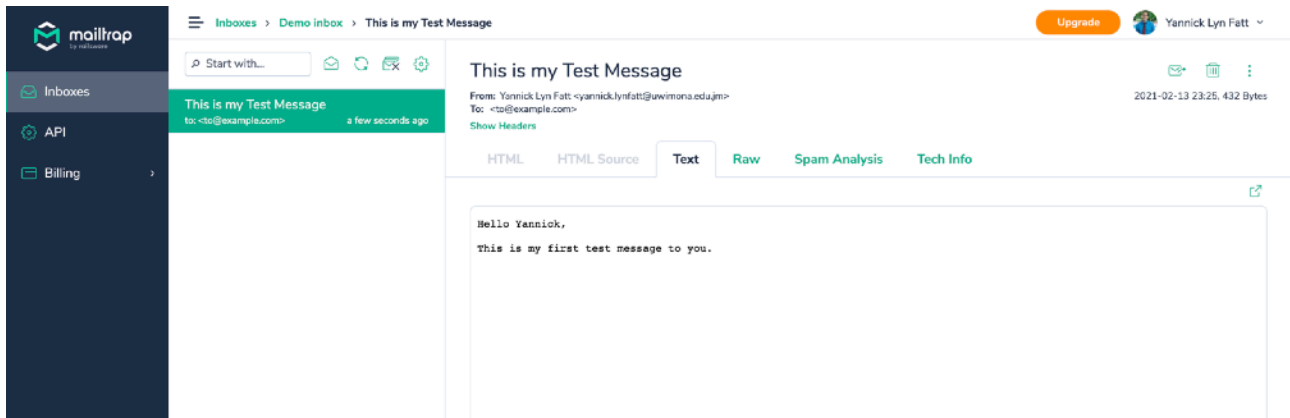 mailtrap
by railsware
Inboxes > Demo inbox > This is my Test Message
Upgrade
Yannick Lyn Fatt
Inboxes
API
Billing
Start with...
This is my Test Message
to: <to@example.com> a few seconds ago
This is my Test Message
From: Yannick Lyn Fatt <yannick.lynfatt@uwimona.edu.jm>
To: <to@example.com>
Show Headers
2021-02-13 23:25, 432 Bytes
HTML HTML Source Text Raw Spam Analysis Tech Info
Hello Yannick,
This is my first test message to you.